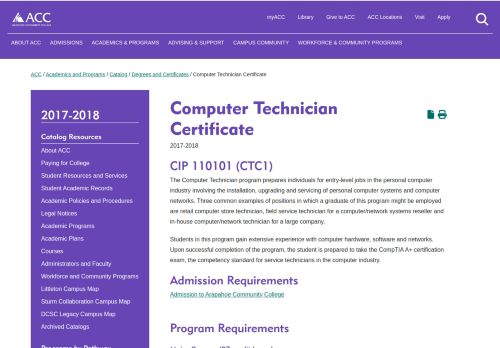 ACC
ARAPAHOE COMMUNITY COLLEGE
myACC Library Give to ACC ACC Locations Visit Apply
ABOUT ACC ADMISSIONS ACADEMICS & PROGRAMS ADVISING & SUPPORT CAMPUS COMMUNITY WORKFORCE & COMMUNITY PROGRAMS
ACC / Academics and Programs / Catalog / Degrees and Certificates / Computer Technician Certificate
2017-2018
Catalog Resources
About ACC
Paying for College
Student Resources and Services
Student Academic Records
Academic Policies and Procedures
Legal Notices
Academic Programs
Academic Plans
Courses
Administrators and Faculty
Workforce and Community Programs
Littleton Campus Map
Sturm Collaboration Campus Map
DCSC Legacy Campus Map
Archived Catalogs
Programs by Pathway
Computer Technician
Certificate
2017-2018
CIP 110101 (CTC1)
The Computer Technician program prepares individuals for entry-level jobs in the personal computer
industry involving the installation, upgrading and servicing of personal computer systems and computer
networks. Three common examples of positions in which a graduate of this program might be employed
are retail computer store technician, field service technician for a computer/network systems reseller and
in-house computer/network technician for a large company.
Students in this program gain extensive experience with computer hardware, software and networks.
Upon successful completion of the program, the student is prepared to take the CompTIA A+ certification
exam, the competency standard for service technicians in the computer industry.
Admission Requirements
Admission to Arapahoe Community College
Program Requirements